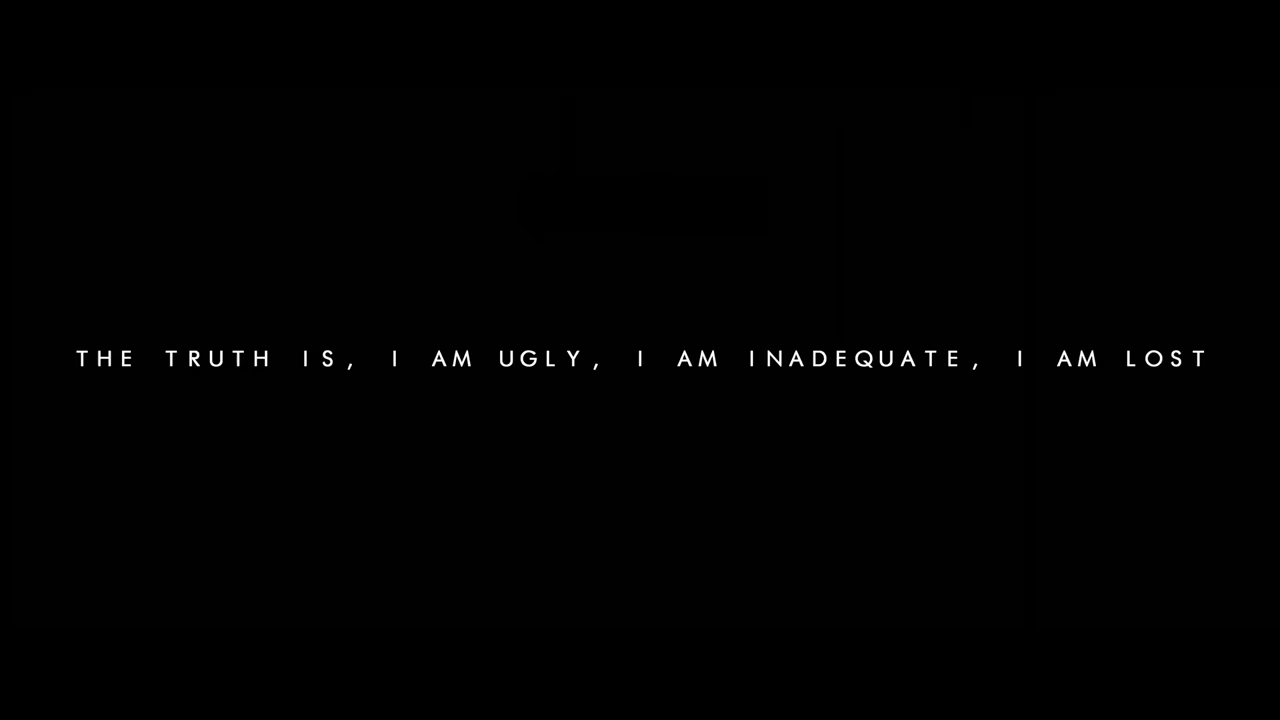 THE TRUTH IS, I AM UGLY, I AM INADEQUATE, I AM LOST